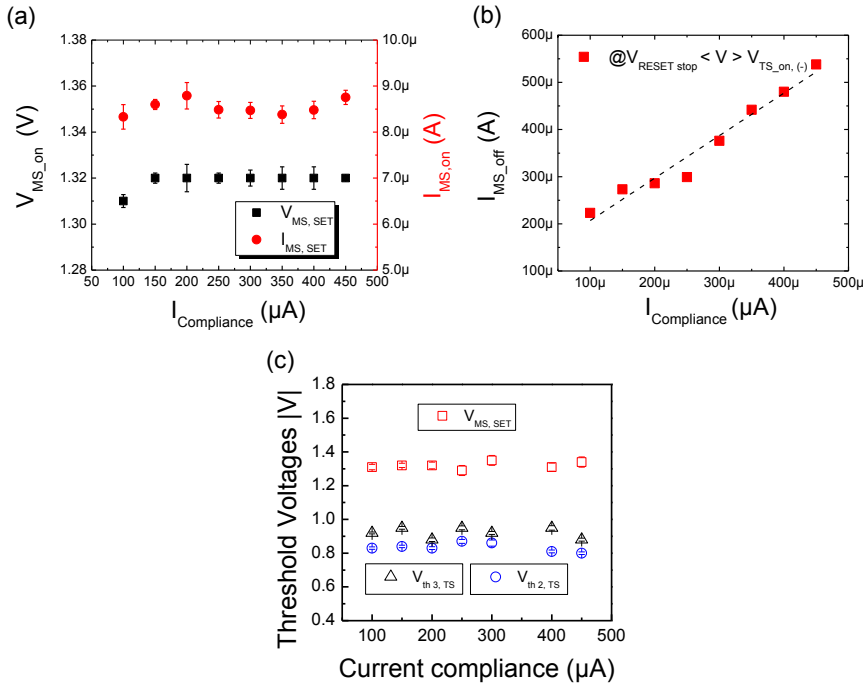 (a)
1.38
1.36
1.34
1.32
1.30
1.28
V_MS_on (V)
10.0µ
9.0µ
8.0µ
7.0µ
6.0µ
5.0µ
I_MS,on (A)
V_MS, SET
I_MS, SET
50 100 150 200 250 300 350 400 450 500
I_Compliance (µA)
(b)
600µ
500µ
400µ
300µ
200µ
100µ
I_MS_off (A)
@V_RESET stop < V > V_TS_on, (-)
100µ 200µ 300µ 400µ 500µ
I_Compliance (µA)
(c)
1.8
1.6
1.4
1.2
1.0
0.8
0.6
0.4
Threshold Voltages |V|
V_MS, SET
V_th 3, TS
V_th 2, TS
100 200 300 400 500
Current compliance (µA)